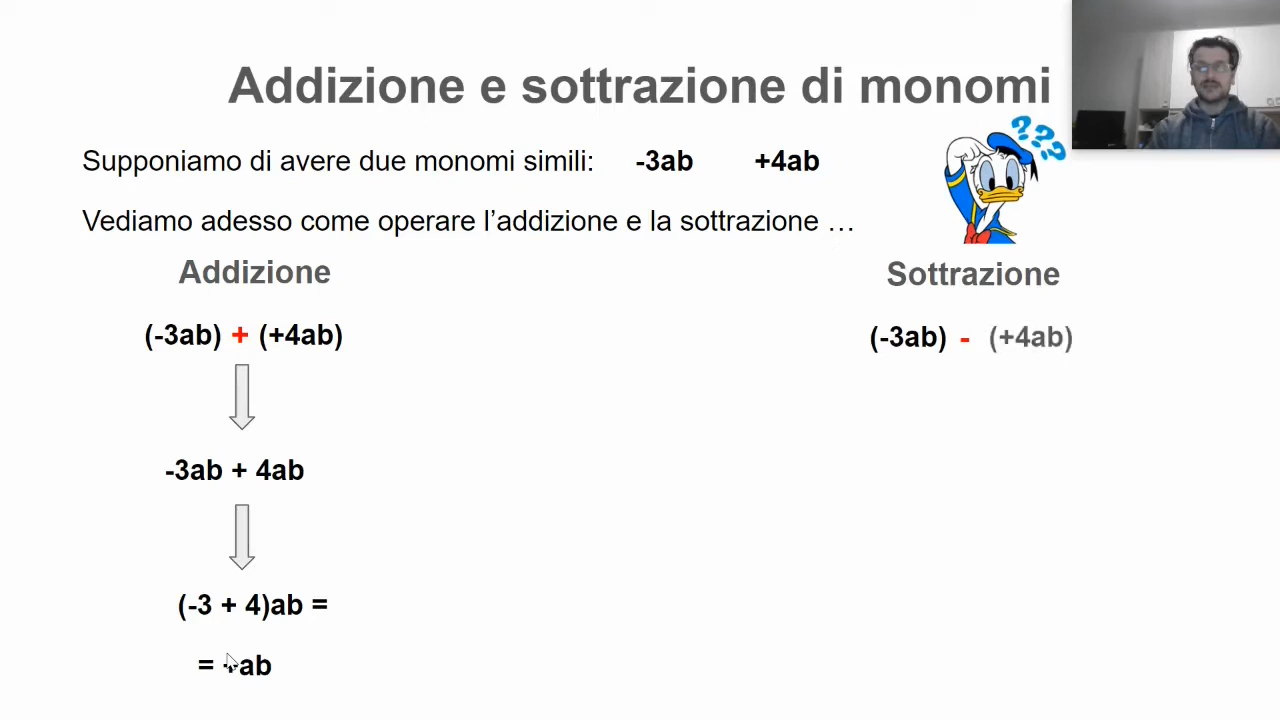 Addizione e sottrazione di monomi
???
Supponiamo di avere due monomi simili: -3ab +4ab
Vediamo adesso come operare l’addizione e la sottrazione …
Addizione
Sottrazione
(-3ab) + (+4ab)
(-3ab) - (+4ab)
-3ab + 4ab
(-3 + 4)ab =
= +ab